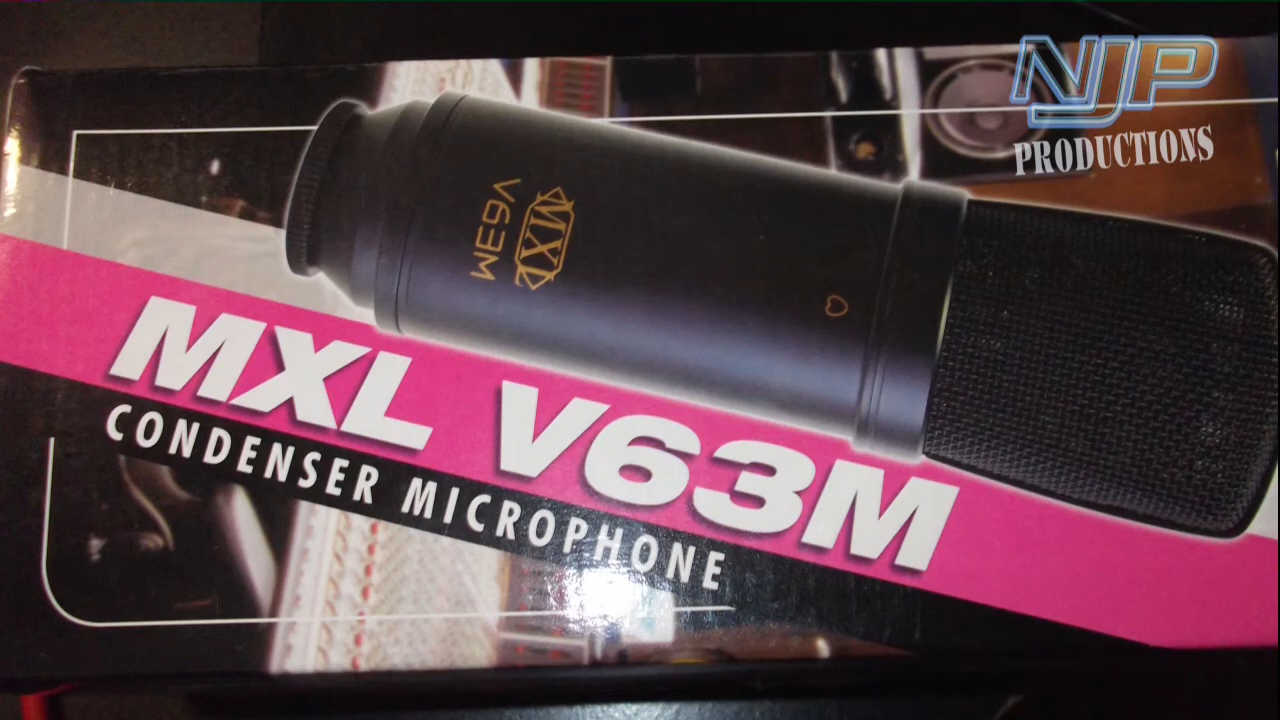 NJP
PRODUCTIONS
MXL
V63M
MXL V63M
CONDENSER MICROPHONE